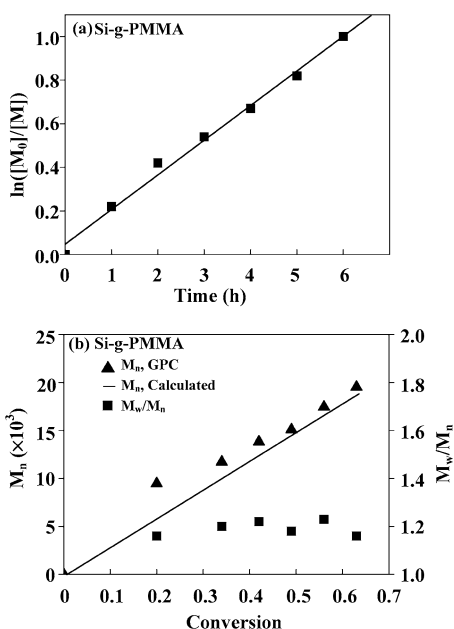 (a) Si-g-PMMA
ln([M₀]/[M])
1.0
0.8
0.6
0.4
0.2
0.0
0 1 2 3 4 5 6
Time (h)
(b) Si-g-PMMA
Mₙ, GPC
Mₙ, Calculated
M_w/Mₙ
Mₙ (×10³)
25
20
15
10
5
0
2.0
1.8
1.6
1.4
1.2
1.0
M_w/Mₙ
0 0.1 0.2 0.3 0.4 0.5 0.6 0.7
Conversion